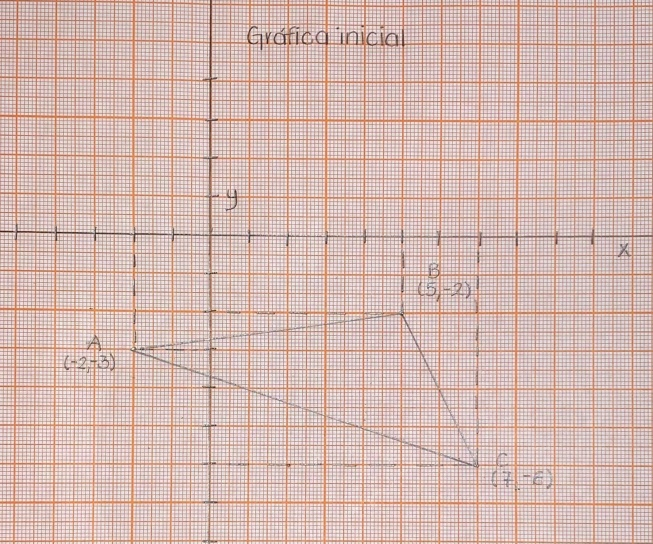 Gráfica inicial
y
x
B
(5,-2)
A
(-2,-3)
C
(7,-6)